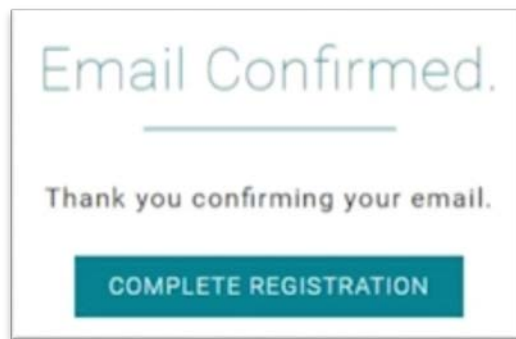 Email Confirmed.
Thank you confirming your email.
COMPLETE REGISTRATION